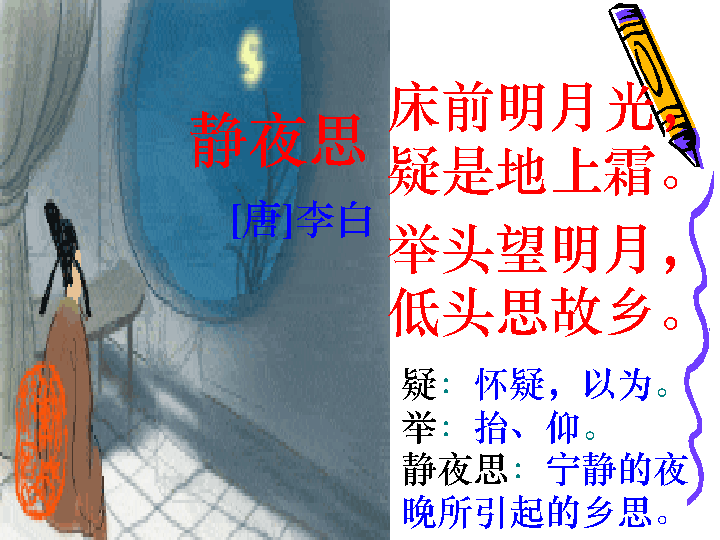 静夜思
[唐]李白
床前明月光，
疑是地上霜。
举头望明月，
低头思故乡。
疑：怀疑，以为。
举：抬、仰。
静夜思：宁静的夜
晚所引起的乡思。